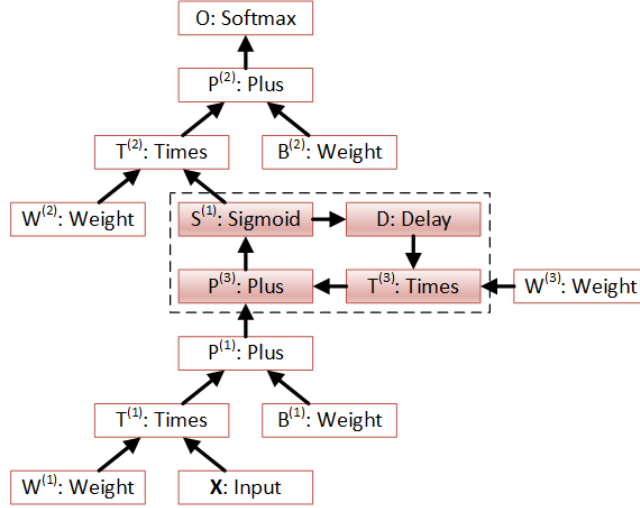 O: Softmax
P(2): Plus
T(2): Times
B(2): Weight
W(2): Weight
S(1): Sigmoid
D: Delay
P(3): Plus
T(3): Times
W(3): Weight
P(1): Plus
T(1): Times
B(1): Weight
W(1): Weight
X: Input